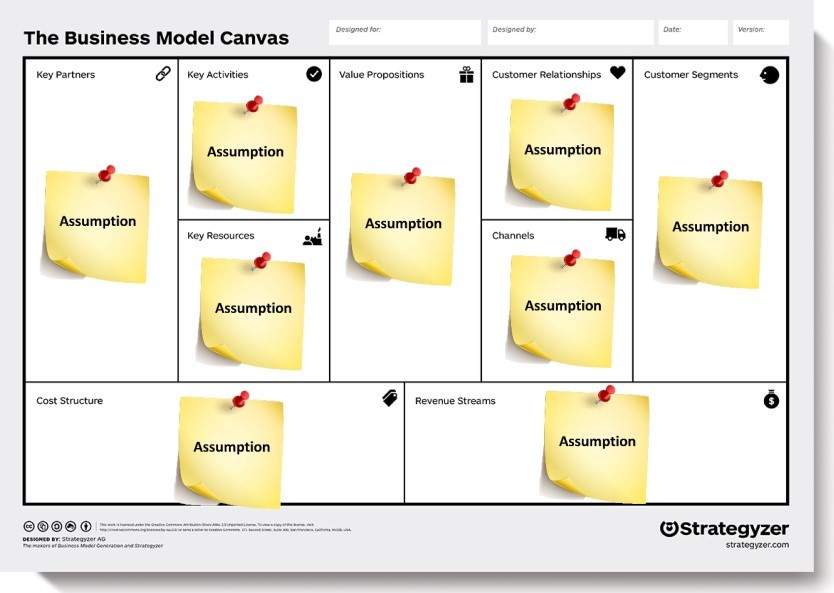 The Business Model Canvas
Designed for:
Designed by:
Date:
Version:
Key Partners
Key Activities
Value Propositions
Customer Relationships
Customer Segments
Assumption
Assumption
Assumption
Assumption
Assumption
Key Resources
Channels
Assumption
Assumption
Cost Structure
Revenue Streams
Assumption
Assumption
DESIGNED BY: Strategyzer AG
The makers of Business Model Generation and Strategyzer
Strategyzer
strategyzer.com